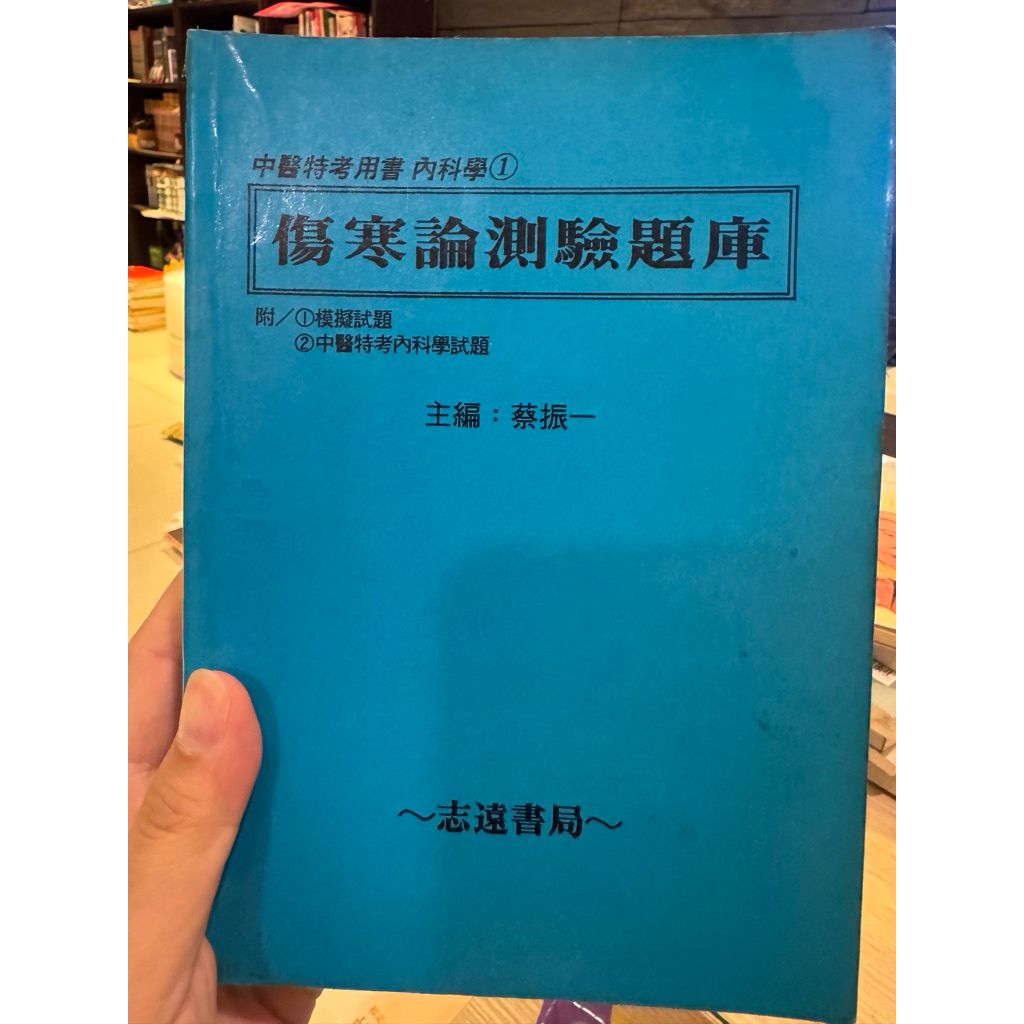 中醫特考用書 內科學①
傷寒論測驗題庫
附／①模擬試題
②中醫特考內科學試題
主編：蔡振一
～志遠書局～